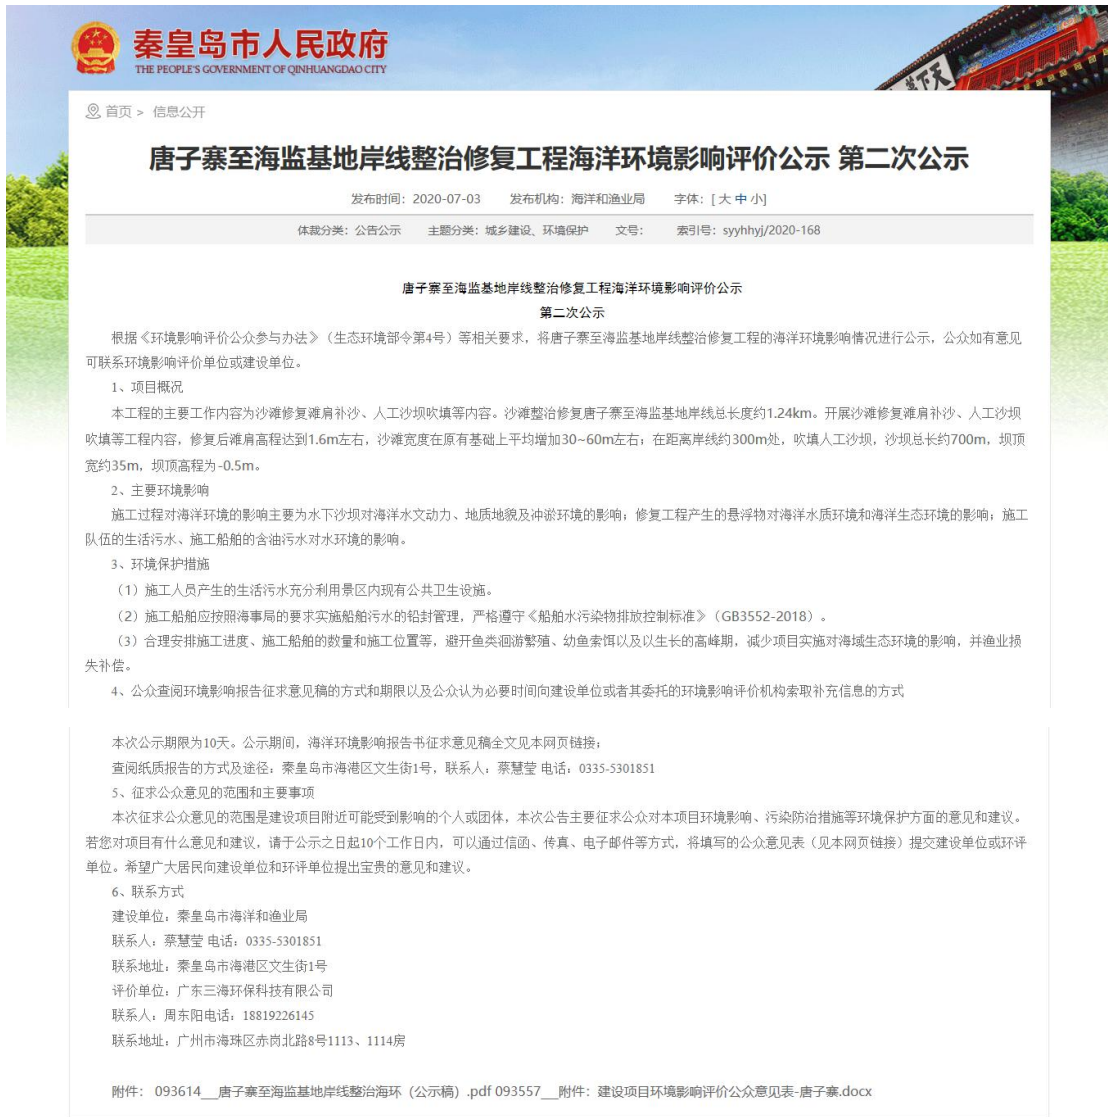 秦皇岛市人民政府
THE PEOPLE'S GOVERNMENT OF QINHUANGDAO CITY
天下第
首页 > 信息公开
唐子寨至海监基地岸线整治修复工程海洋环境影响评价公示 第二次公示
发布时间：2020-07-03 发布机构：海洋和渔业局 字体：[ 大 中 小]
体裁分类：公告公示 主题分类：城乡建设、环境保护 文号： 索引号：syyhhyj/2020-168
唐子寨至海监基地岸线整治修复工程海洋环境影响评价公示
第二次公示
根据《环境影响评价公众参与办法》（生态环境部令第4号）等相关要求，将唐子寨至海监基地岸线整治修复工程的海洋环境影响情况进行公示，公众如有意见
可联系环境影响评价单位或建设单位。
1、项目概况
本工程的主要工作内容为沙滩修复滩肩补沙、人工沙坝吹填等内容。沙滩整治修复唐子寨至海监基地岸线总长度约1.24km。开展沙滩修复滩肩补沙、人工沙坝
吹填等工程内容，修复后滩肩高程达到1.6m左右，沙滩宽度在原有基础上平均增加30~60m左右；在距离岸线约300m处，吹填人工沙坝，沙坝总长约700m，坝顶
宽约35m，坝顶高程为-0.5m。
2、主要环境影响
施工过程对海洋环境的影响主要为水下沙坝对海洋水文动力、地质地貌及冲淤环境的影响；修复工程产生的悬浮物对海洋水质环境和海洋生态环境的影响；施工
队伍的生活污水、施工船舶的含油污水对水环境的影响。
3、环境保护措施
（1）施工人员产生的生活污水充分利用景区内现有公共卫生设施。
（2）施工船舶应按照海事局的要求实施船舶污水的铅封管理，严格遵守《船舶水污染物排放控制标准》（GB3552-2018）。
（3）合理安排施工进度、施工船舶的数量和施工位置等，避开鱼类洄游繁殖、幼鱼索饵以及以生长的高峰期，减少项目实施对海域生态环境的影响，并渔业损
失补偿。
4、公众查阅环境影响报告征求意见稿的方式和期限以及公众认为必要时间向建设单位或者其委托的环境影响评价机构索取补充信息的方式
本次公示期限为10天。公示期间，海洋环境影响报告书征求意见稿全文见本网页链接；
查阅纸质报告的方式及途径：秦皇岛市海港区文生街1号，联系人：蔡慧莹 电话：0335-5301851
5、征求公众意见的范围和主要事项
本次征求公众意见的范围是建设项目附近可能受到影响的个人或团体，本次公告主要征求公众对本项目环境影响、污染防治措施等环境保护方面的意见和建议。
若您对项目有什么意见和建议，请于公示之日起10个工作日内，可以通过信函、传真、电子邮件等方式，将填写的公众意见表（见本网页链接）提交建设单位或环评
单位。希望广大居民向建设单位和环评单位提出宝贵的意见和建议。
6、联系方式
建设单位：秦皇岛市海洋和渔业局
联系人：蔡慧莹 电话：0335-5301851
联系地址：秦皇岛市海港区文生街1号
评价单位：广东三海环保科技有限公司
联系人：周东阳电话：18819226145
联系地址：广州市海珠区赤岗北路8号1113、1114房
附件： 093614___唐子寨至海监基地岸线整治海环（公示稿）.pdf 093557___附件：建设项目环境影响评价公众意见表-唐子寨.docx